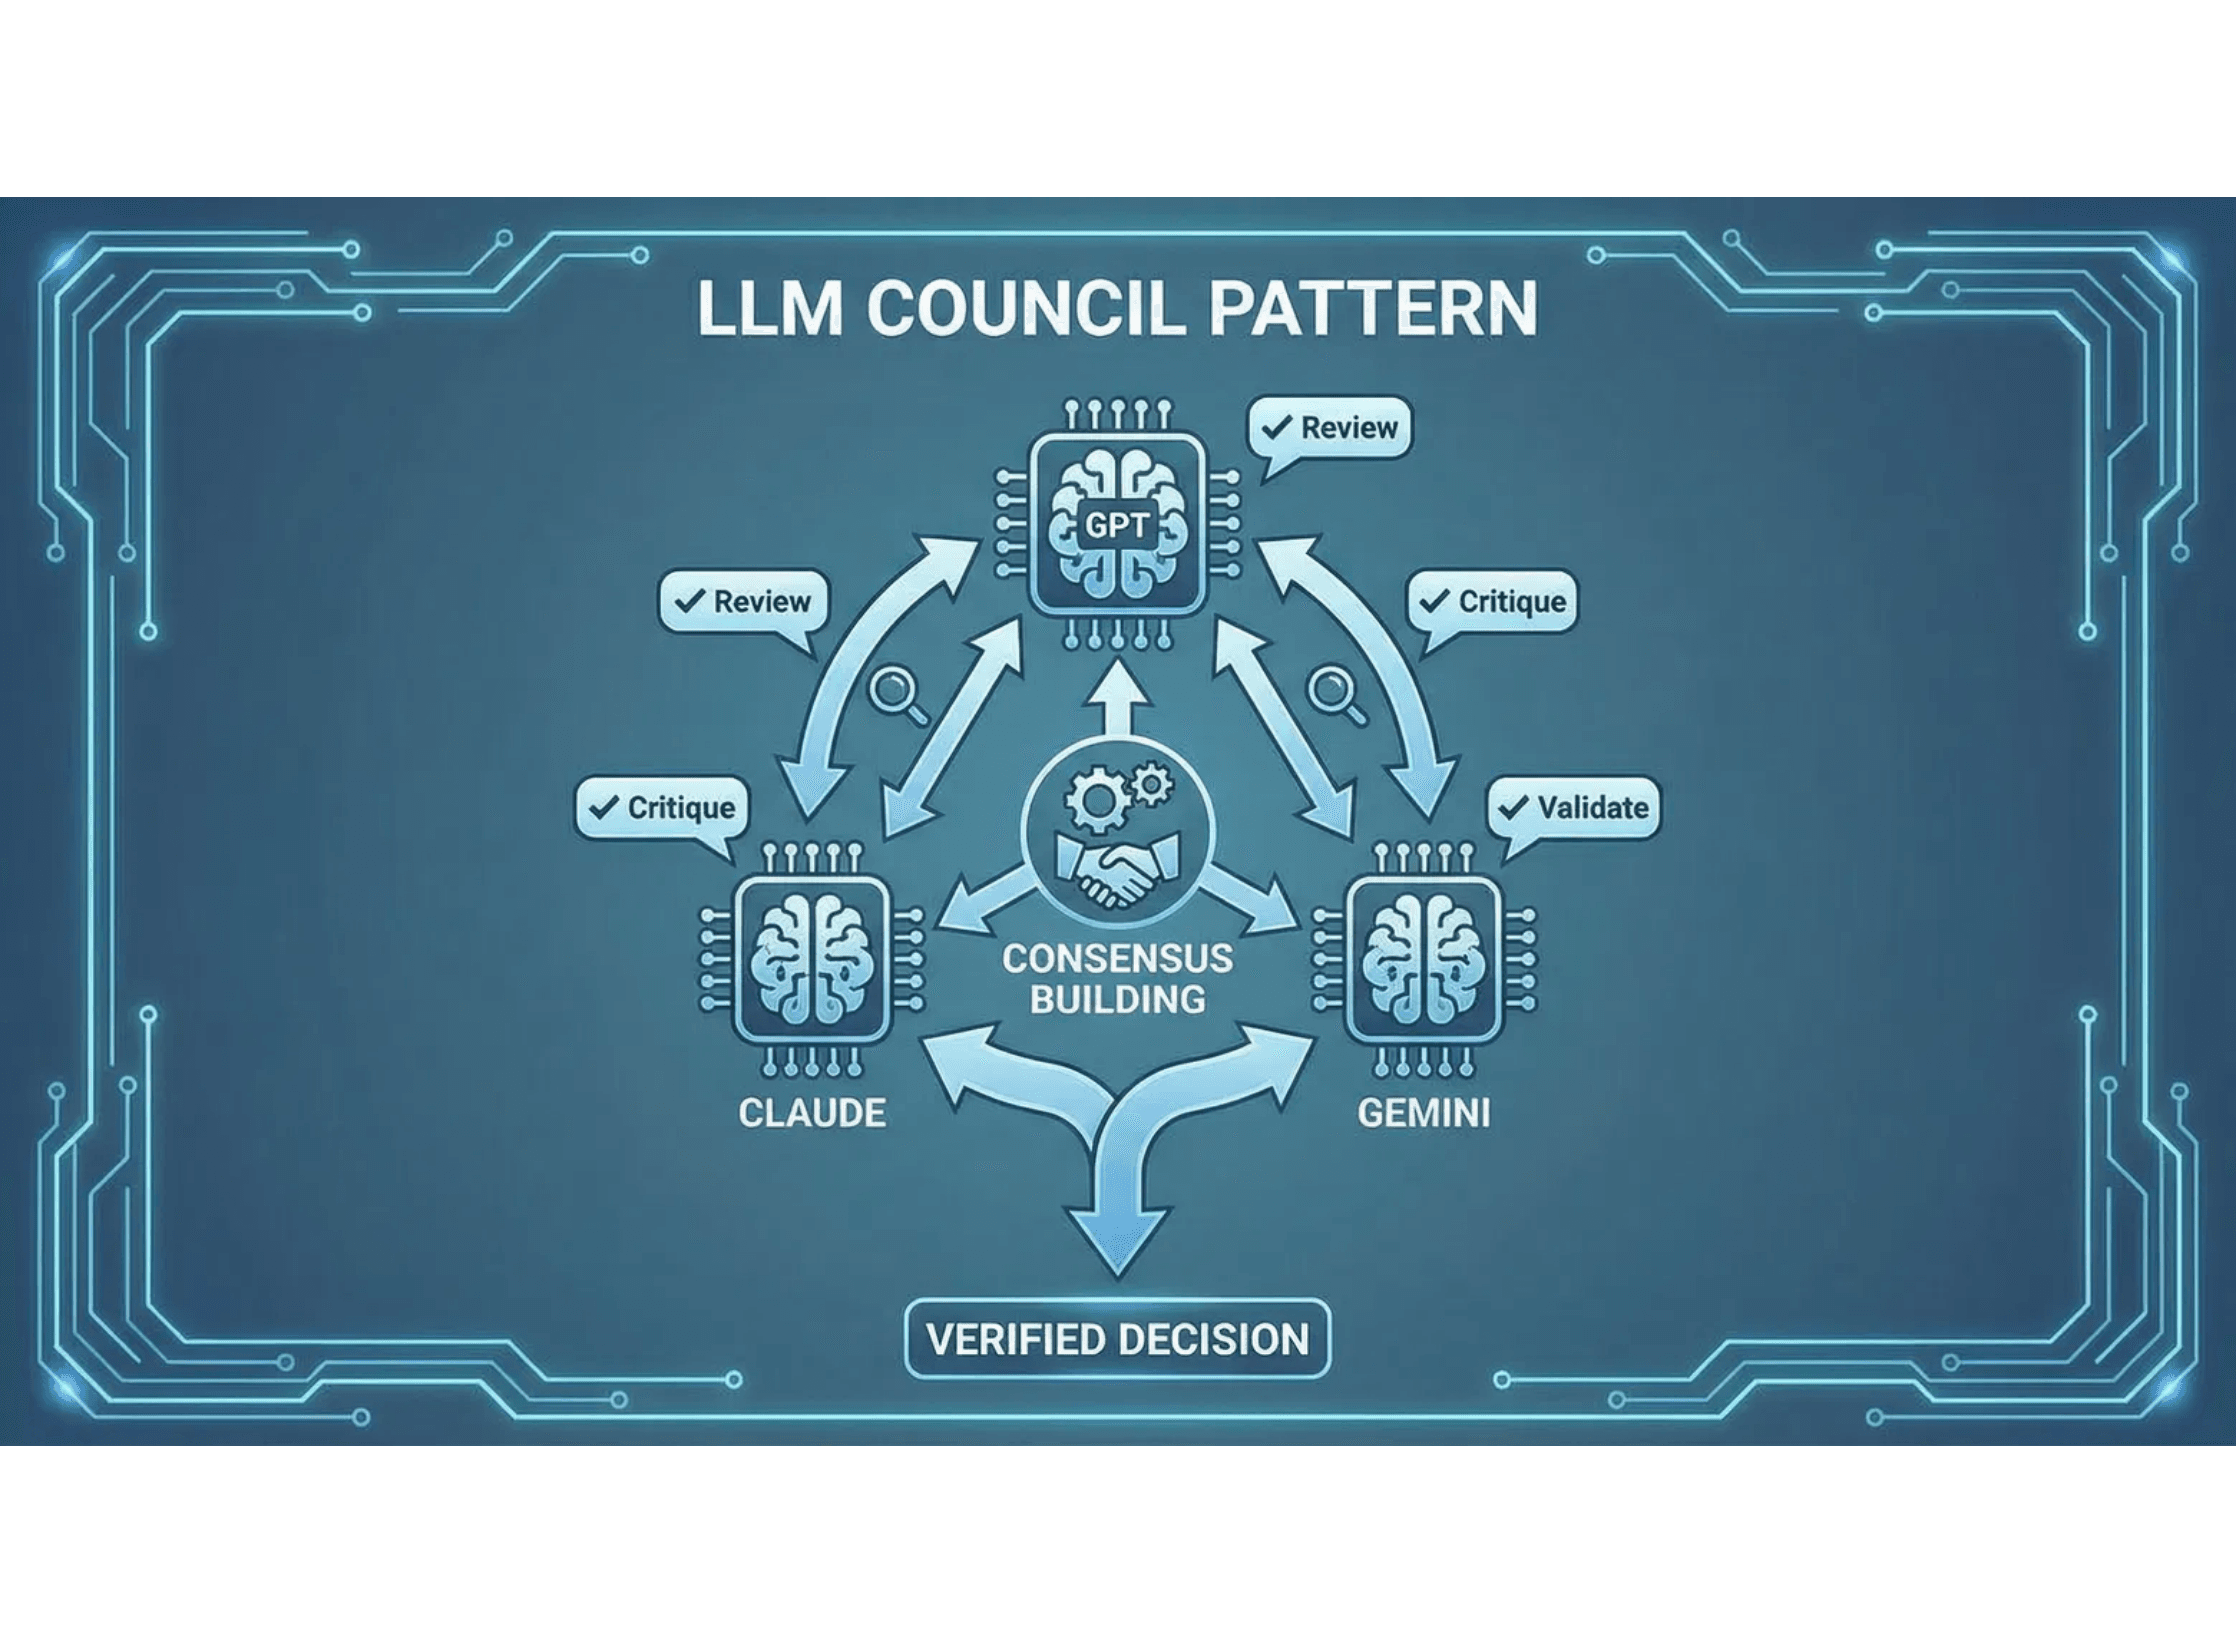 LLM COUNCIL PATTERN
✓ Review
GPT
✓ Review
✓ Critique
✓ Critique
✓ Validate
CONSENSUS
BUILDING
CLAUDE
GEMINI
VERIFIED DECISION